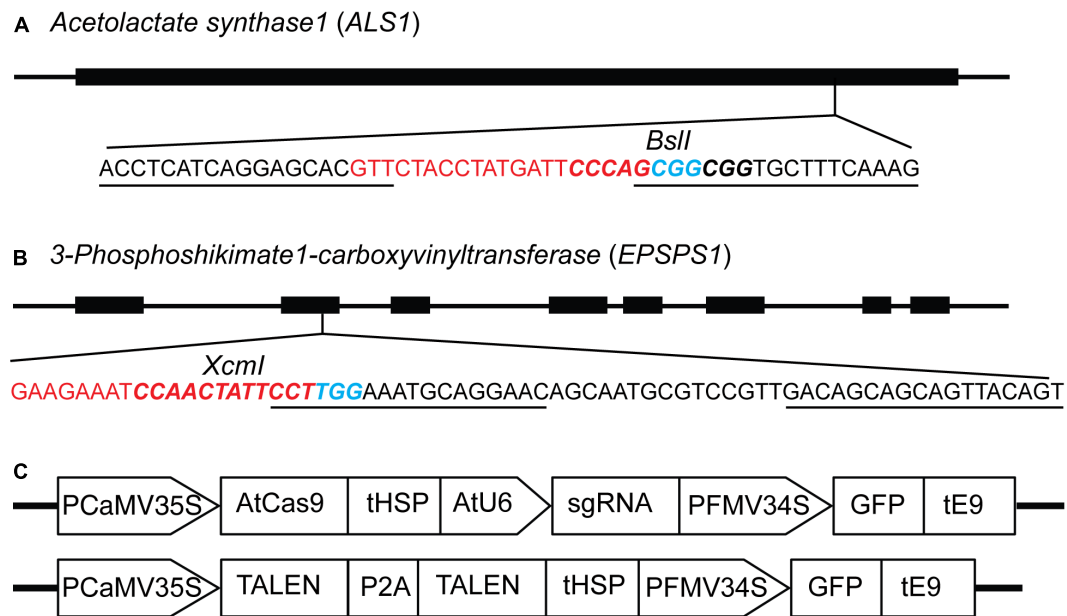 A Acetolactate synthase1 (ALS1)
BslI
ACCTCATCAGGAGCACGTTCTACCTATGATTCCCAGCGGCGGTGCTTTCAAAG
B 3-Phosphoshikimate1-carboxyvinyltransferase (EPSPS1)
XcmI
GAAGAAATCCAACTATTCCTTGGAAATGCAGGAACAGCAATGCGTCCGTTGACAGCAGCAGTTACAGT
C
PCaMV35S AtCas9 tHSP AtU6 sgRNA PFMV34S GFP tE9
PCaMV35S TALEN P2A TALEN tHSP PFMV34S GFP tE9